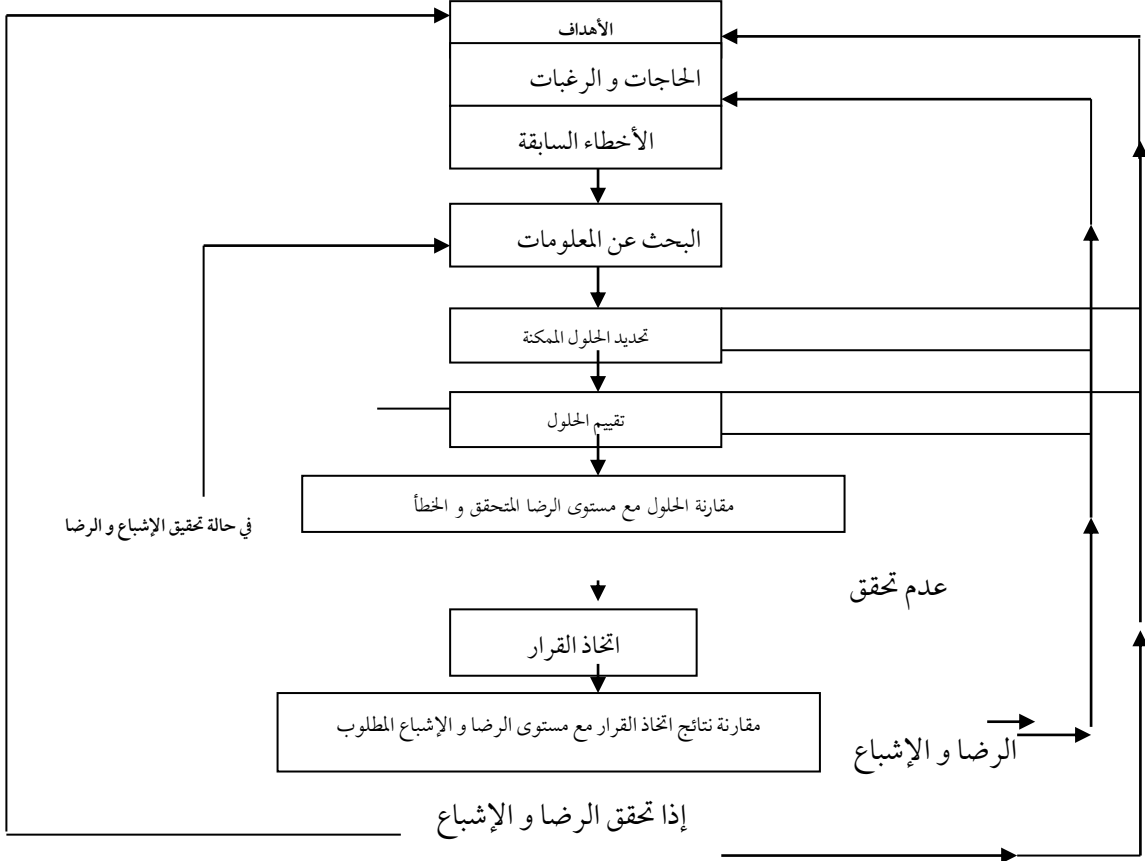 الأهداف
الحاجات و الرغبات
الأخطاء السابقة
البحث عن المعلومات
تحديد الحلول الممكنة
تقييم الحلول
مقارنة الحلول مع مستوى الرضا المتحقق و الخطأ
في حالة تحقيق الإشباع و الرضا
عدم تحقق
اتخاذ القرار
مقارنة نتائج اتخاذ القرار مع مستوى الرضا و الإشباع المطلوب
الرضا و الإشباع
إذا تحقق الرضا و الإشباع